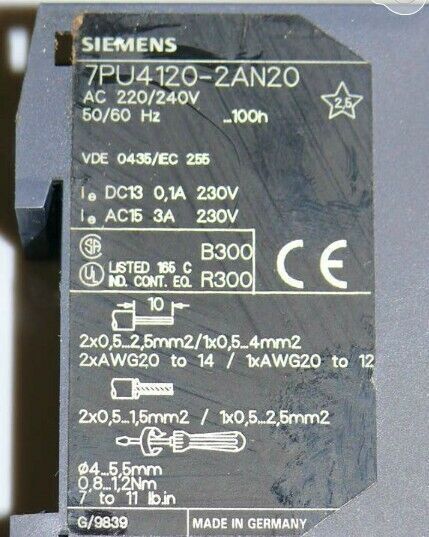 SIEMENS
7PU4120-2AN20
AC 220/240V
50/60 Hz ...100h
2,5
VDE 0435/IEC 255
Ie DC13 0,1A 230V
Ie AC15 3A 230V
SA B300
UL LISTED 165 C R300
IND. CONT. EQ.
CE
10
2x0,5...2,5mm2/1x0,5...4mm2
2xAWG20 to 14 / 1xAWG20 to 12
2x0,5...1,5mm2 / 1x0,5...2,5mm2
Ø4...5,5mm
0,8...1,2Nm
7 to 11 lb.in
G/9839 MADE IN GERMANY